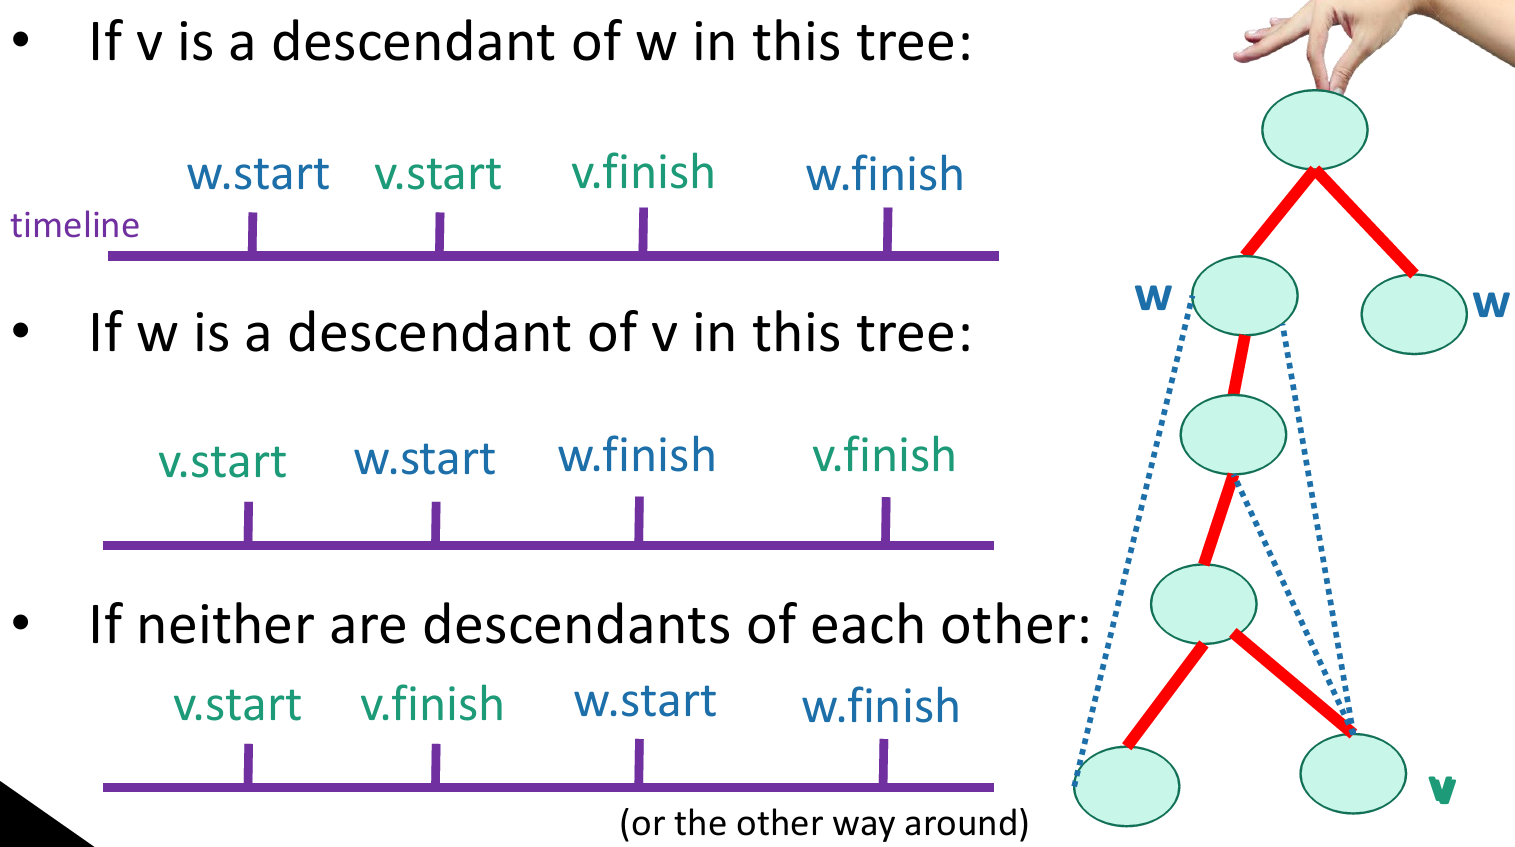 • If v is a descendant of w in this tree:
w.start v.start v.finish w.finish
timeline
• If w is a descendant of v in this tree:
v.start w.start w.finish v.finish
• If neither are descendants of each other:
v.start v.finish w.start w.finish
(or the other way around)
w
w
v